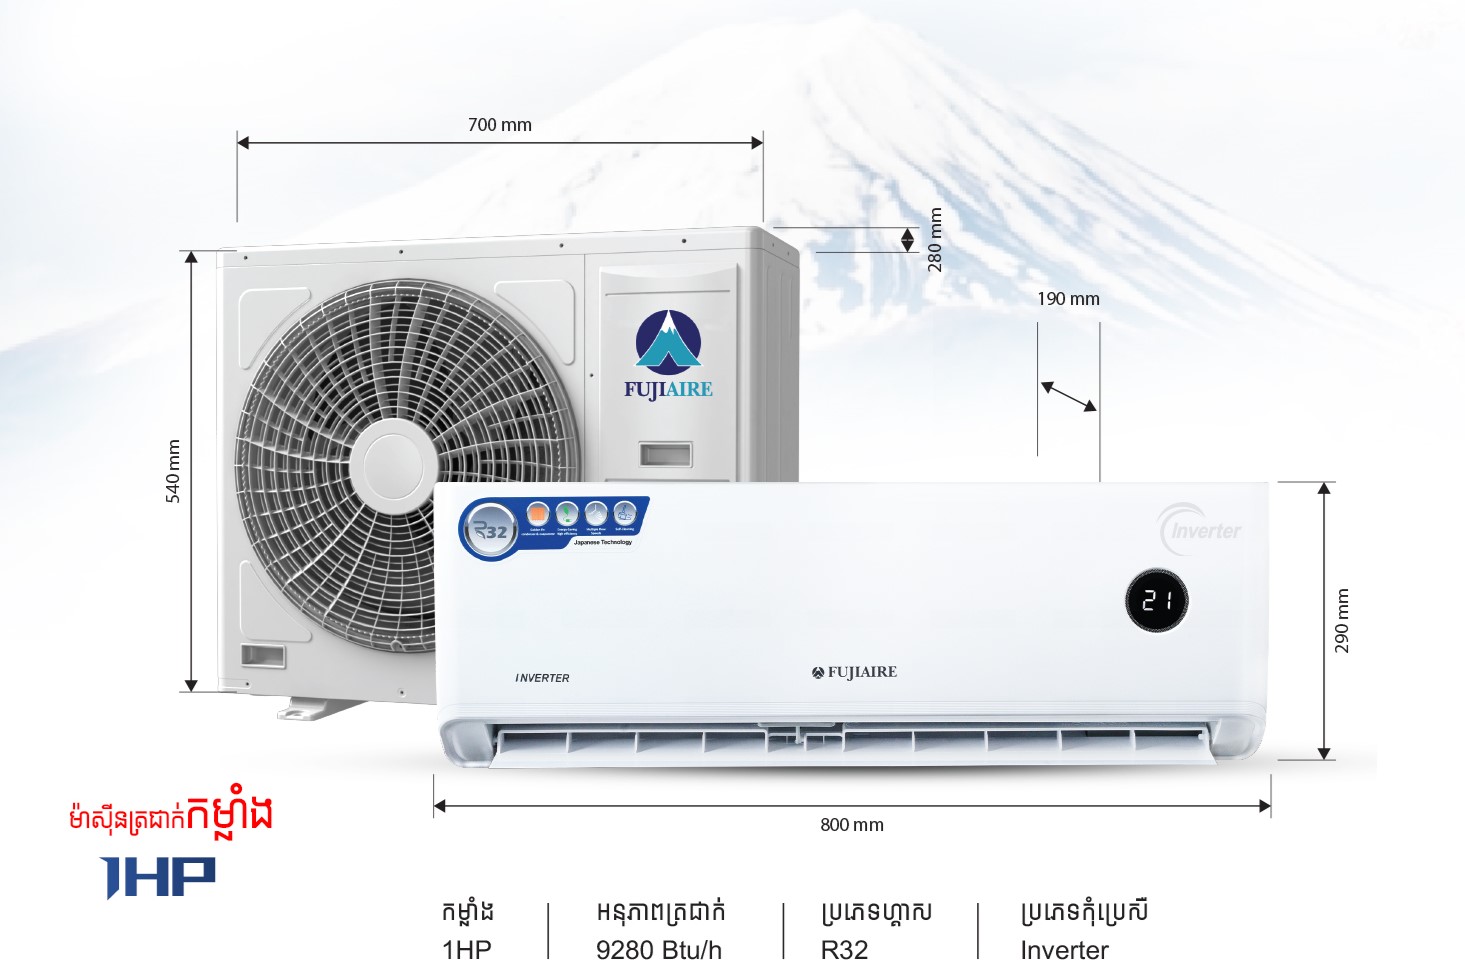 700 mm
280 mm
190 mm
FUJIAIRE
540 mm
R32
Japanese Technology
Inverter
21
290 mm
INVERTER
FUJIAIRE
800 mm
ម៉ាស៊ីនត្រជាក់កម្លាំង
1HP
កម្លាំង
អនុភាពត្រជាក់
ប្រភេទហ្គាស
ប្រភេទកុំប្រេស័រ
1HP
9280 Btu/h
R32
Inverter